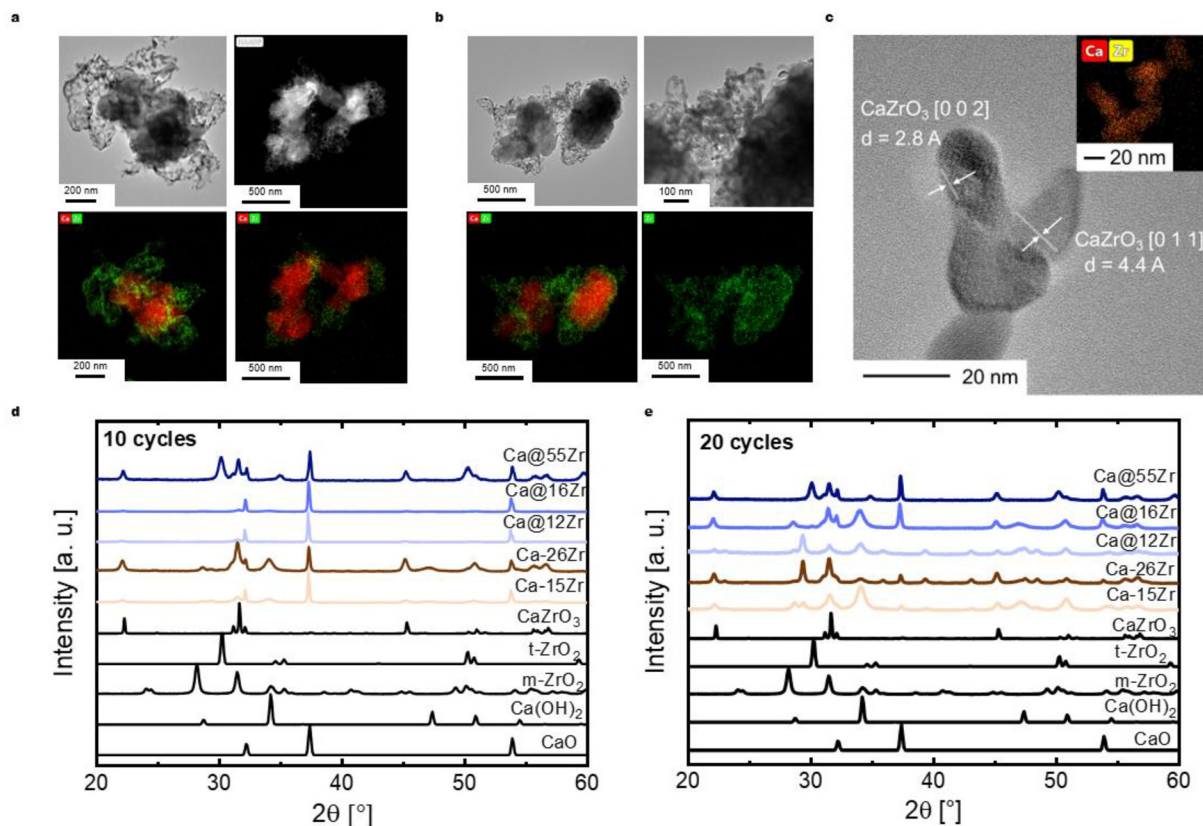 a
b
c
HAADF
200 nm
500 nm
500 nm
100 nm
Ca Zr
Ca Zr
Ca Zr
Zr
200 nm
500 nm
500 nm
500 nm
Ca Zr
20 nm
CaZrO₃ [0 0 2]
d = 2.8 A
CaZrO₃ [0 1 1]
d = 4.4 A
20 nm
d
10 cycles
Ca@55Zr
Ca@16Zr
Ca@12Zr
Ca-26Zr
Ca-15Zr
CaZrO₃
t-ZrO₂
m-ZrO₂
Ca(OH)₂
CaO
Intensity [a. u.]
20 30 40 50 60
2θ [°]
e
20 cycles
Ca@55Zr
Ca@16Zr
Ca@12Zr
Ca-26Zr
Ca-15Zr
CaZrO₃
t-ZrO₂
m-ZrO₂
Ca(OH)₂
CaO
Intensity [a. u.]
20 30 40 50 60
2θ [°]